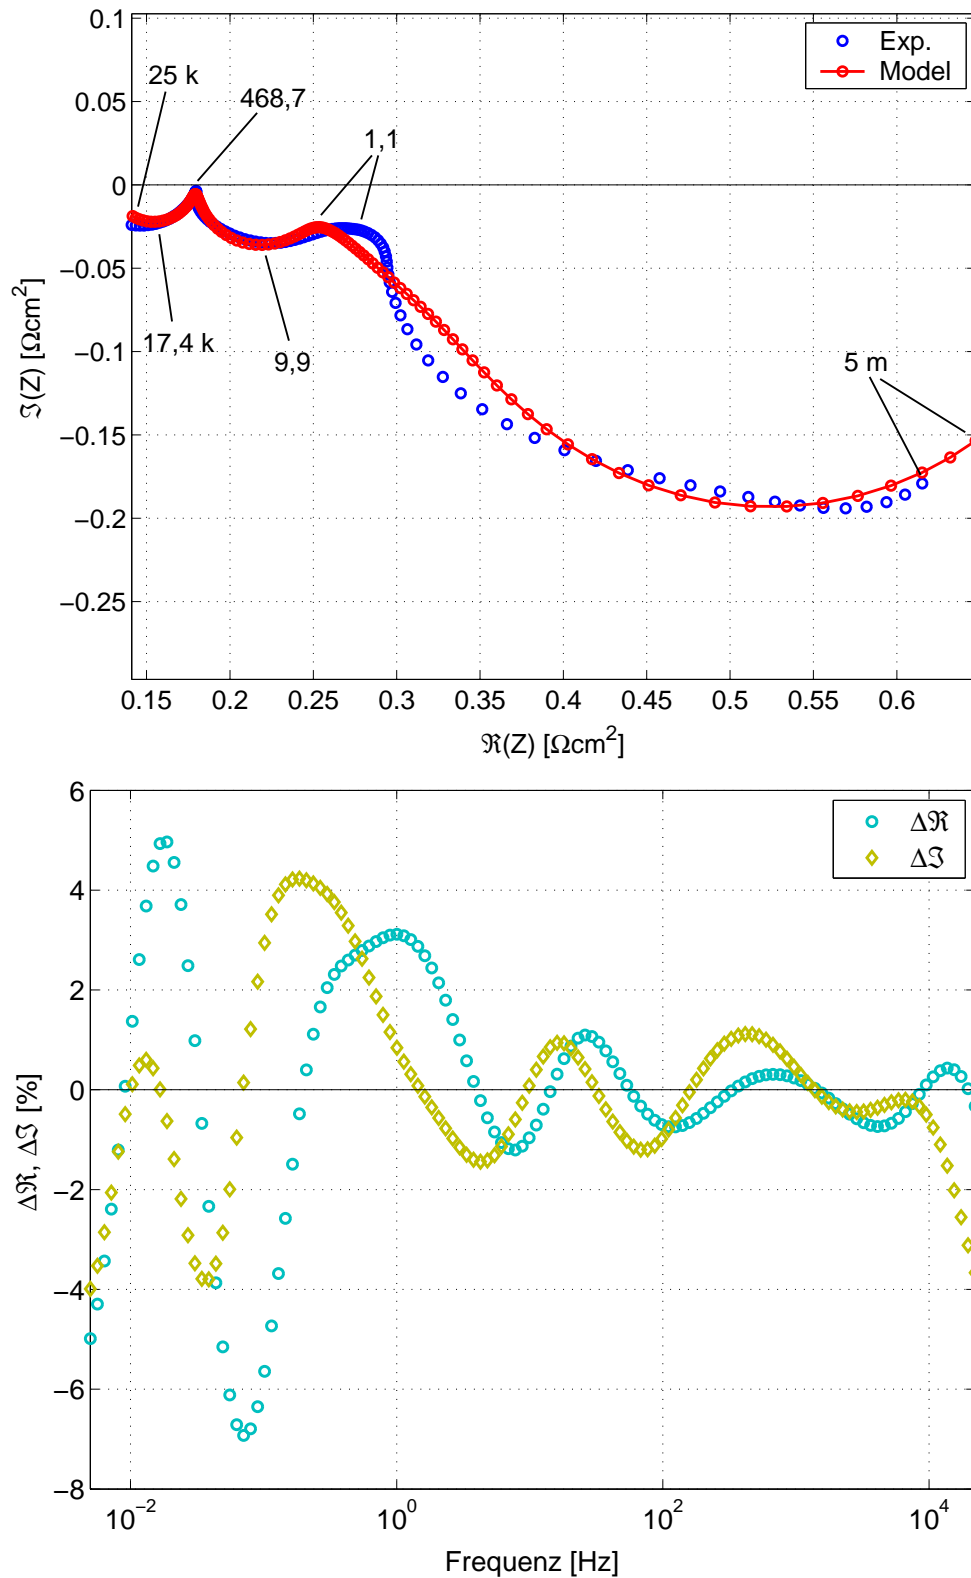 0.1
0.05
0
−0.05
−0.1
−0.15
−0.2
−0.25
ℑ(Z) [Ωcm²]
25 k
468,7
1,1
17,4 k
9,9
5 m
Exp.
Model
0.15 0.2 0.25 0.3 0.35 0.4 0.45 0.5 0.55 0.6
ℜ(Z) [Ωcm²]
6
4
2
0
−2
−4
−6
−8
Δℜ, Δℑ [%]
Δℜ
Δℑ
10⁻² 10⁰ 10² 10⁴
Frequenz [Hz]